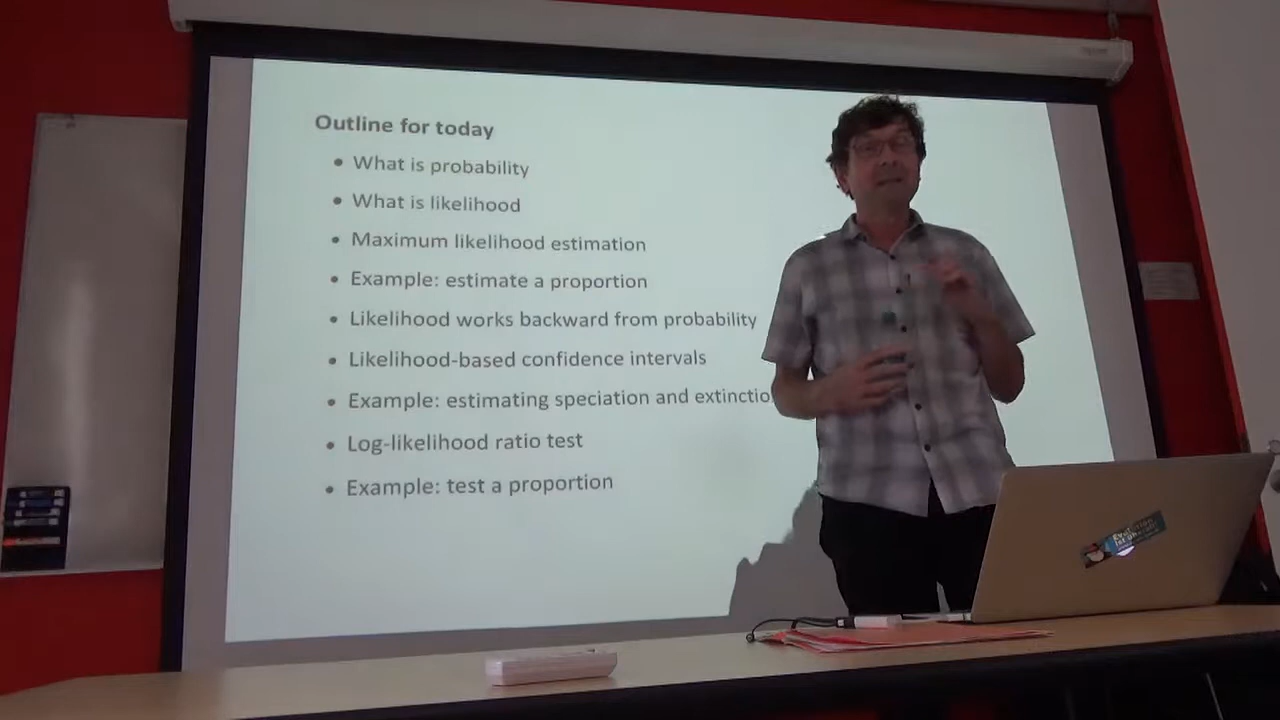 Outline for today
• What is probability
• What is likelihood
• Maximum likelihood estimation
• Example: estimate a proportion
• Likelihood works backward from probability
• Likelihood-based confidence intervals
• Example: estimating speciation and extinctio
• Log-likelihood ratio test
• Example: test a proportion